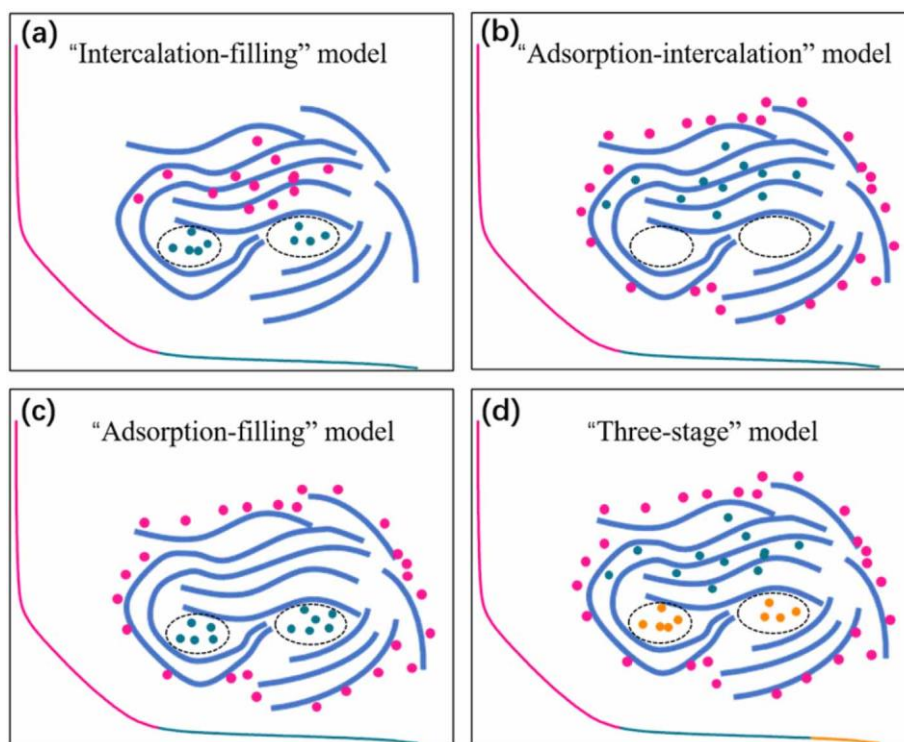 (a)
“Intercalation-filling” model
(b)
“Adsorption-intercalation” model
(c)
“Adsorption-filling” model
(d)
“Three-stage” model